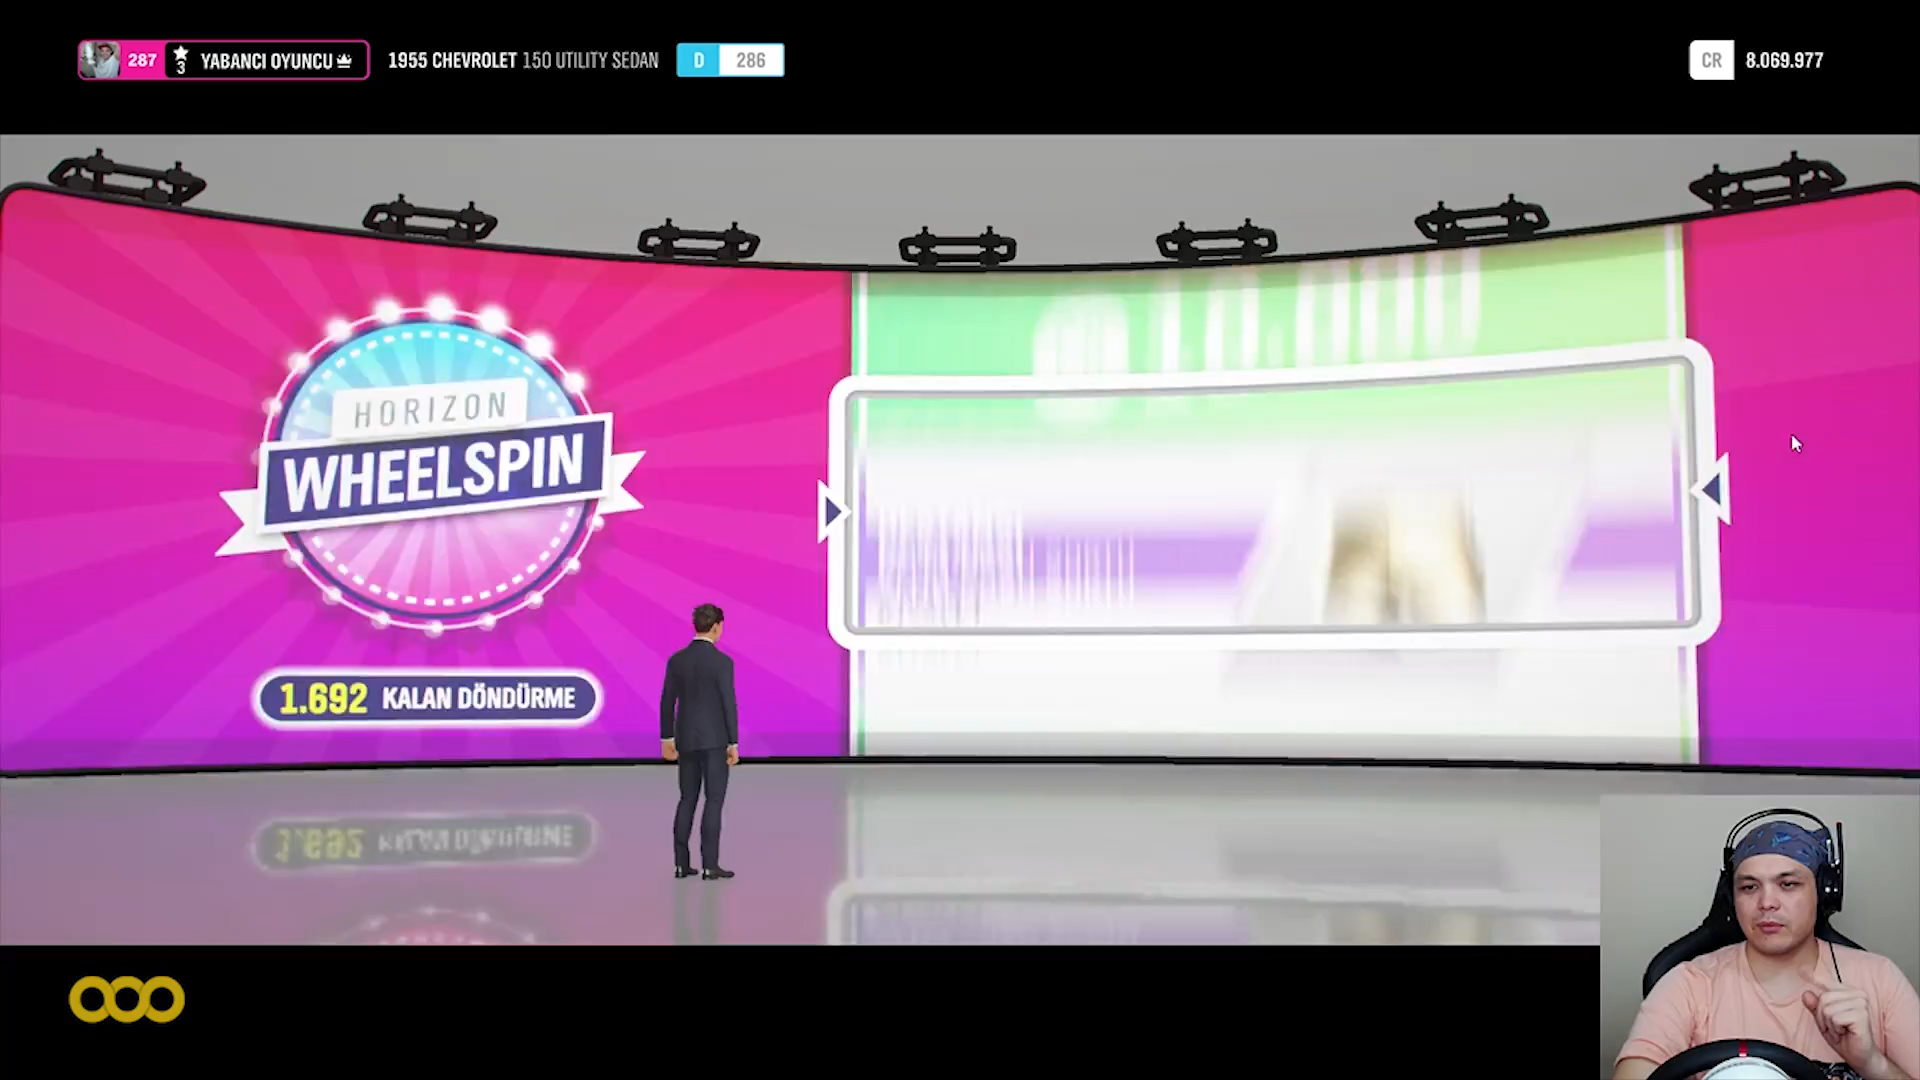 287 3 YABANCI OYUNCU 1955 CHEVROLET 150 UTILITY SEDAN D 286 CR 8.069.977
HORIZON
WHEELSPIN
1.692 KALAN DÖNDÜRME